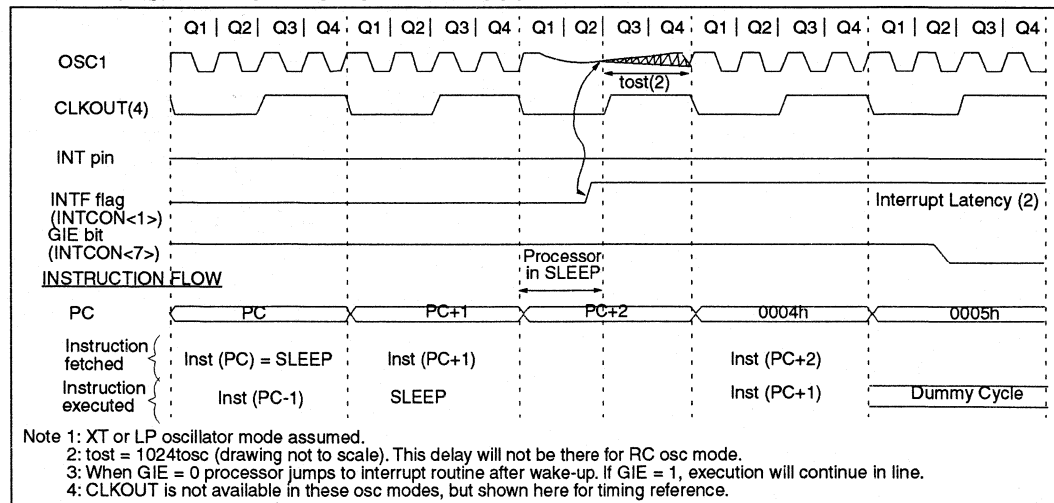 Q1 | Q2 | Q3 | Q4 Q1 | Q2 | Q3 | Q4 Q1 | Q2 | Q3 | Q4 Q1 | Q2 | Q3 | Q4 Q1 | Q2 | Q3 | Q4
OSC1
tost(2)
CLKOUT(4)
INT pin
INTF flag
(INTCON<1>)
Interrupt Latency (2)
GIE bit
(INTCON<7>)
Processor
in SLEEP
INSTRUCTION FLOW
PC PC PC+1 PC+2 0004h 0005h
Instruction
fetched
Inst (PC) = SLEEP Inst (PC+1) Inst (PC+2)
Instruction
executed
Inst (PC-1) SLEEP Inst (PC+1) Dummy Cycle
Note 1: XT or LP oscillator mode assumed.
2: tost = 1024tosc (drawing not to scale). This delay will not be there for RC osc mode.
3: When GIE = 0 processor jumps to interrupt routine after wake-up. If GIE = 1, execution will continue in line.
4: CLKOUT is not available in these osc modes, but shown here for timing reference.